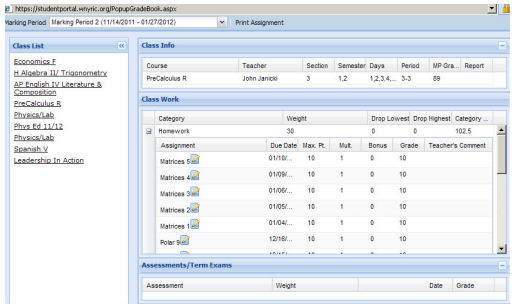 https://studentportal.wnyric.org/PopupGradeBook.aspx
Marking Period Marking Period 2 (11/14/2011 - 01/27/2012) Print Assignment
Class List
Economics F
H Algebra II/ Trigonometry
AP English IV Literature &
Composition
PreCalculus R
Physics/Lab
Phys Ed 11/12
Physics/Lab
Spanish V
Leadership In Action
Class Info
Course Teacher Section Semester Days Period MP Gra... Report
PreCalculus R John Janicki 3 1,2 1,2,3,4,... 3-3 89
Class Work
Category Weight Drop Lowest Drop Highest Category ...
Homework 30 0 0 102.5
Assignment Due Date Max. Pt. Mult. Bonus Grade Teacher's Comment
Matrices 5 01/10/... 10 1 0 10
Matrices 4 01/09/... 10 1 0 10
Matrices 3 01/06/... 10 1 0 10
Matrices 2 01/05/... 10 1 0 10
Matrices 1 01/04/... 10 1 0 10
Polar 9 12/16/... 10 1 0 10
Assessments/Term Exams
Assessment Weight Date Grade